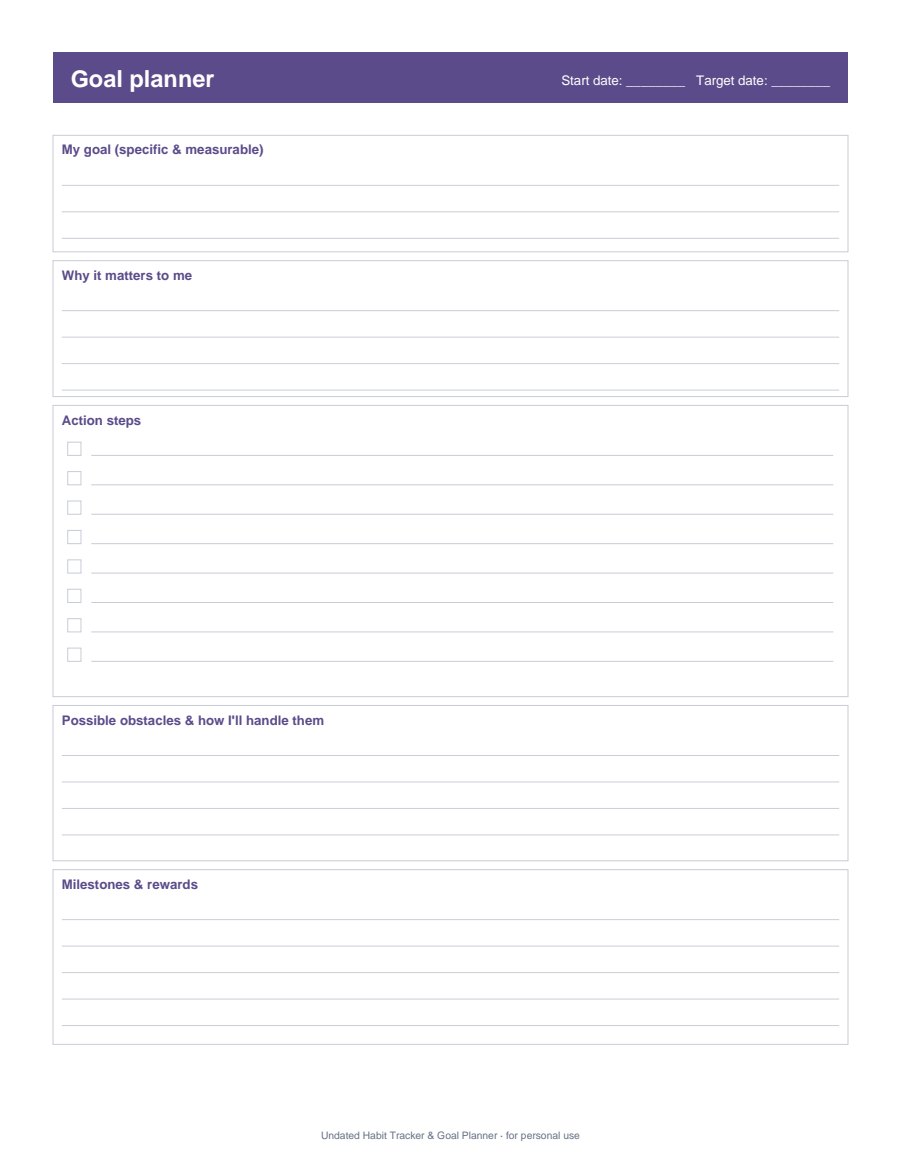 Goal planner
Start date: ________ Target date: ________
My goal (specific & measurable)
Why it matters to me
Action steps
Possible obstacles & how I'll handle them
Milestones & rewards
Undated Habit Tracker & Goal Planner - for personal use